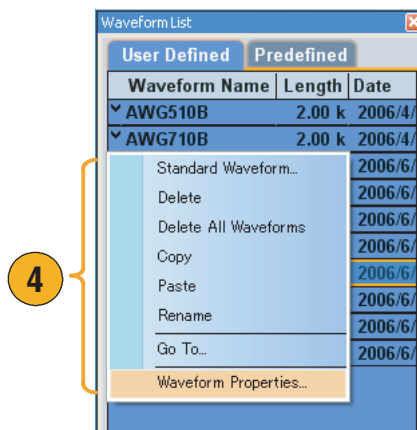 Waveform List
User Defined Predefined
Waveform Name Length Date
AWG510B 2.00 k 2006/4/
AWG710B 2.00 k 2006/4/
Standard Waveform... 2006/6/
Delete 2006/6/
Delete All Waveforms 2006/6/
Copy 2006/6/
Paste 2006/6/
Rename 2006/6/
2006/6/
Go To... 2006/6/
Waveform Properties...
4